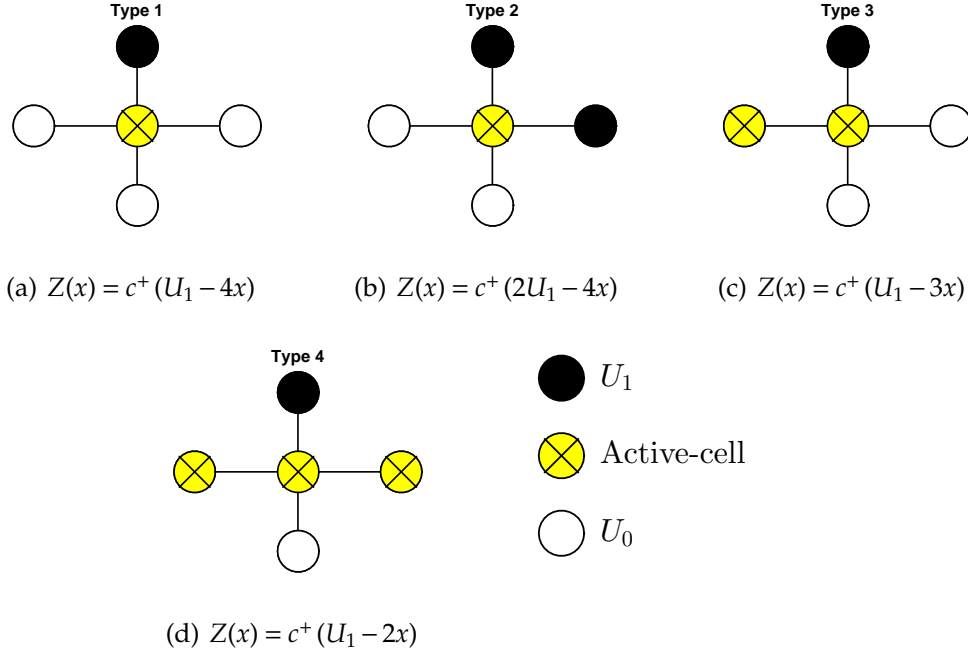 Type 1
Type 2
Type 3
(a) Z(x) = c⁺ (U₁ − 4x)
(b) Z(x) = c⁺ (2U₁ − 4x)
(c) Z(x) = c⁺ (U₁ − 3x)
Type 4
U₁
Active-cell
U₀
(d) Z(x) = c⁺ (U₁ − 2x)